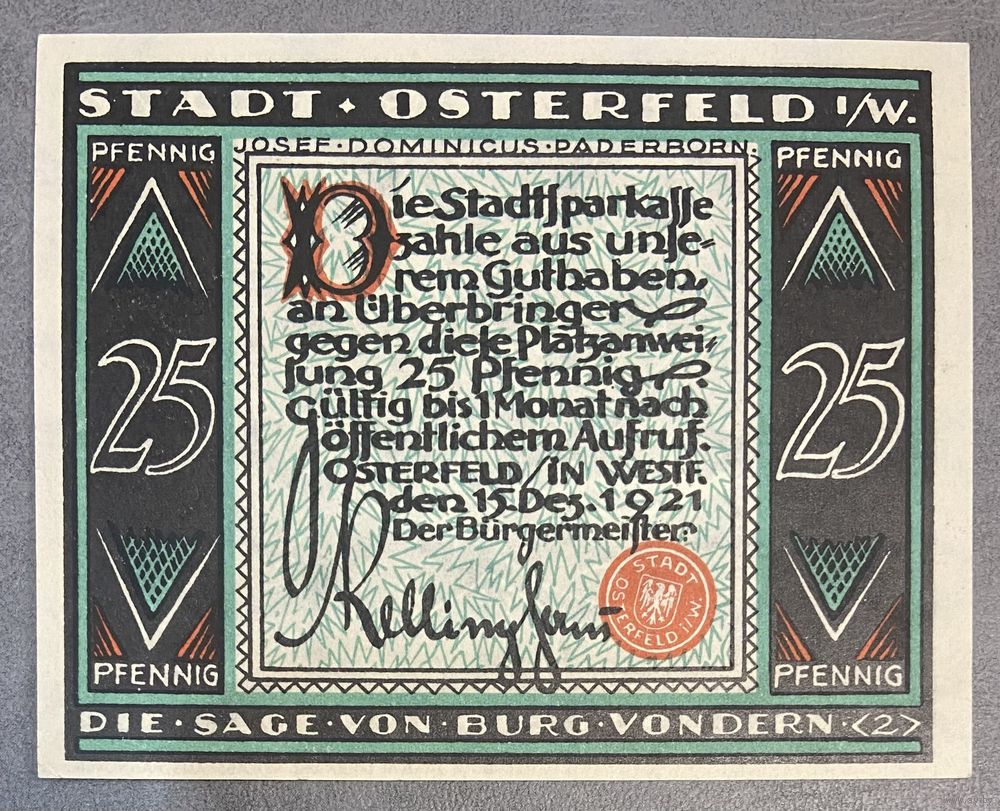 STADT · OSTERFELD I/W.
PFENNIG
JOSEF·DOMINICUS·PADERBORN.
PFENNIG
Die Stadtsparkasse
zahle aus unse-
rem Guthaben,
an Überbringer
gegen diese Platzanwei-
sung 25 Pfennig.
Gültig bis 1 Monat nach
öffentlichem Aufruf.
OSTERFELD/IN WESTF.
den 15. Dez. 1921
Der Bürgermeister:
25
25
STADT
OSTERFELD I/W.
PFENNIG
PFENNIG
DIE·SAGE·VON·BURG·VONDERN·<2>